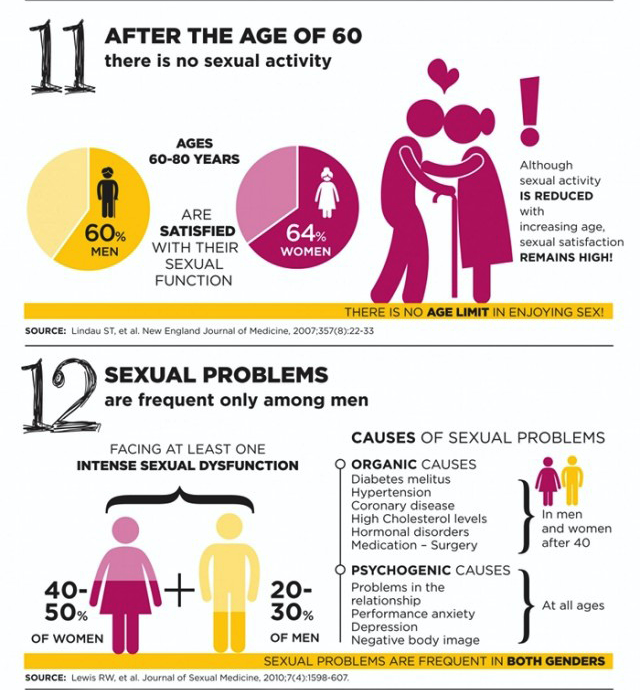 11
AFTER THE AGE OF 60
there is no sexual activity
AGES
60-80 YEARS
60%
MEN
ARE
SATISFIED
WITH THEIR
SEXUAL
FUNCTION
64%
WOMEN
!
Although
sexual activity
IS REDUCED
with
increasing age,
sexual satisfaction
REMAINS HIGH!
THERE IS NO AGE LIMIT IN ENJOYING SEX!
SOURCE: Lindau ST, et al. New England Journal of Medicine, 2007;357(8):22-33
12
SEXUAL PROBLEMS
are frequent only among men
FACING AT LEAST ONE
INTENSE SEXUAL DYSFUNCTION
40-
50%
OF WOMEN
+
20-
30%
OF MEN
CAUSES OF SEXUAL PROBLEMS
ORGANIC CAUSES
Diabetes melitus
Hypertension
Coronary disease
High Cholesterol levels
Hormonal disorders
Medication – Surgery
In men
and women
after 40
PSYCHOGENIC CAUSES
Problems in the
relationship
Performance anxiety
Depression
Negative body image
At all ages
SEXUAL PROBLEMS ARE FREQUENT IN BOTH GENDERS
SOURCE: Lewis RW, et al. Journal of Sexual Medicine, 2010;7(4):1598-607.